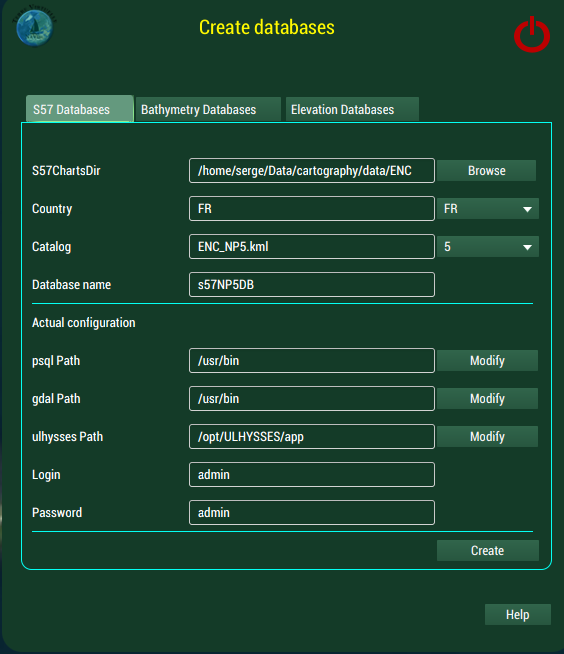 Create databases
S57 Databases Bathymetry Databases Elevation Databases
S57ChartsDir /home/serge/Data/cartography/data/ENC Browse
Country FR FR
Catalog ENC_NP5.kml 5
Database name s57NP5DB
Actual configuration
psql Path /usr/bin Modify
gdal Path /usr/bin Modify
ulhysses Path /opt/ULHYSSES/app Modify
Login admin
Password admin
Create
Help